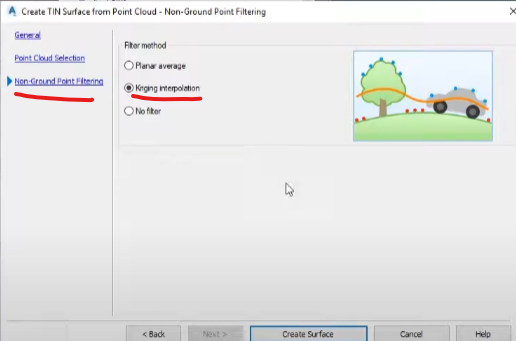 Create TIN Surface from Point Cloud - Non-Ground Point Filtering
General
Point Cloud Selection
Non-Ground Point Filtering
Filter method
Planar average
Kriging interpolation
No filter
< Back
Next >
Create Surface
Cancel
Help